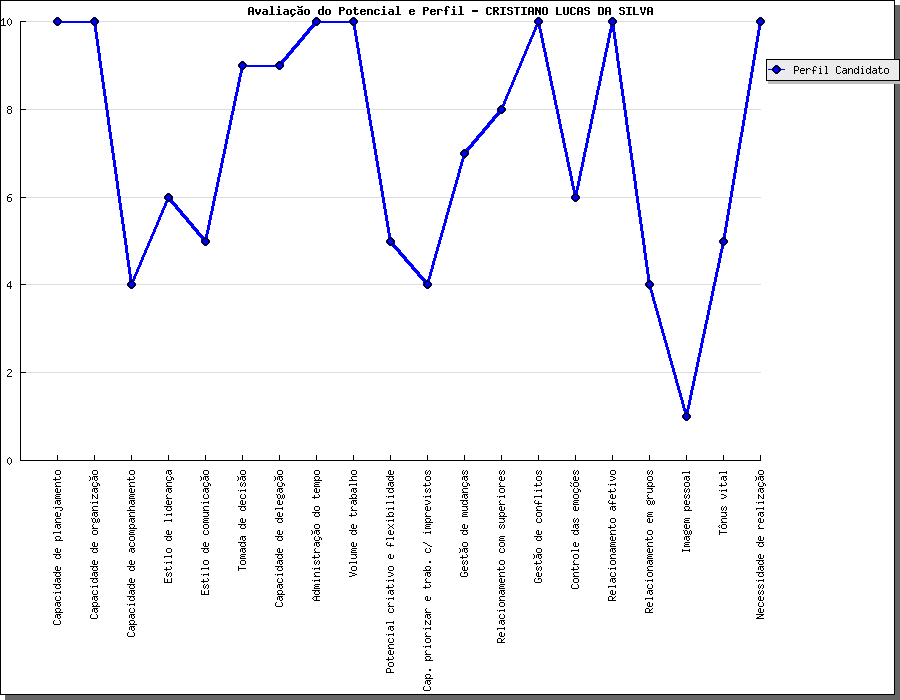 Avaliação do Potencial e Perfil - CRISTIANO LUCAS DA SILVA
Perfil Candidato
10
8
6
4
2
0
Capacidade de planejamento
Capacidade de organização
Capacidade de acompanhamento
Estilo de liderança
Estilo de comunicação
Tomada de decisão
Capacidade de delegação
Administração do tempo
Volume de trabalho
Potencial criativo e flexibilidade
Cap. priorizar e trab. c/ imprevistos
Gestão de mudanças
Relacionamento com superiores
Gestão de conflitos
Controle das emoções
Relacionamento afetivo
Relacionamento em grupos
Imagem pessoal
Tônus vital
Necessidade de realização